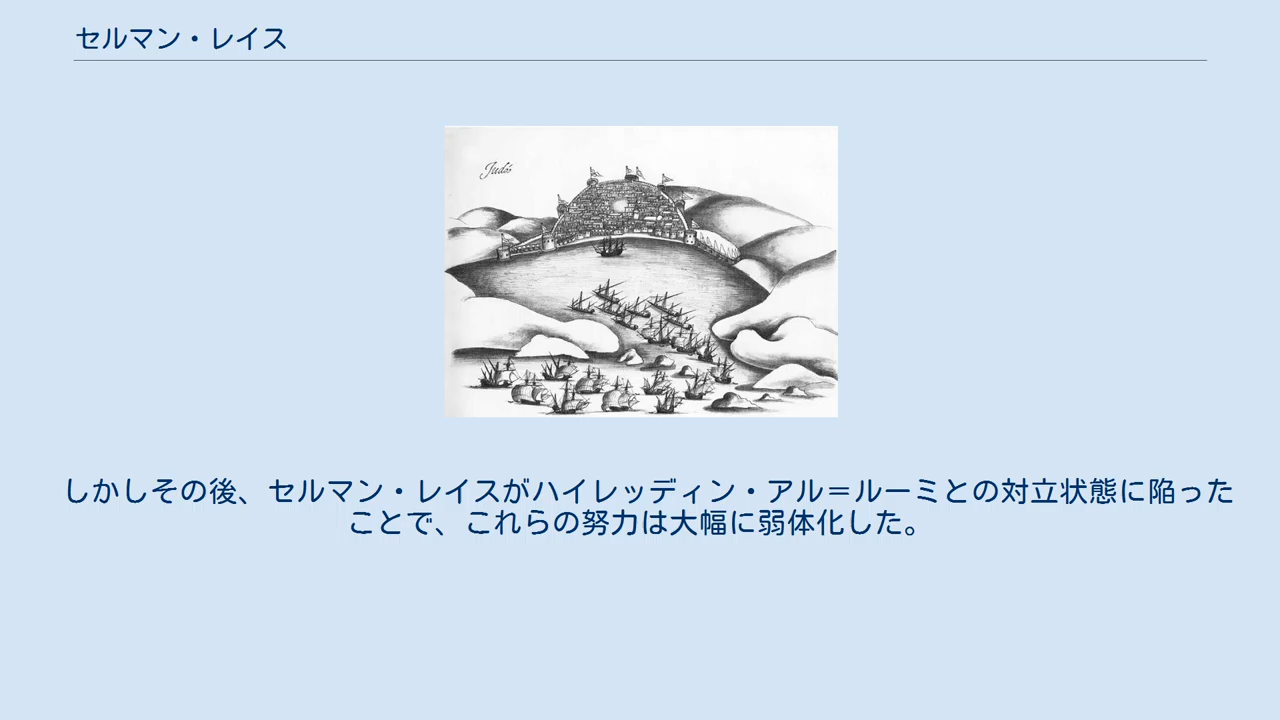 セルマン・レイス
Judá
しかしその後、セルマン・レイスがハイレッディン・アル＝ルーミとの対立状態に陥った
ことで、これらの努力は大幅に弱体化した。